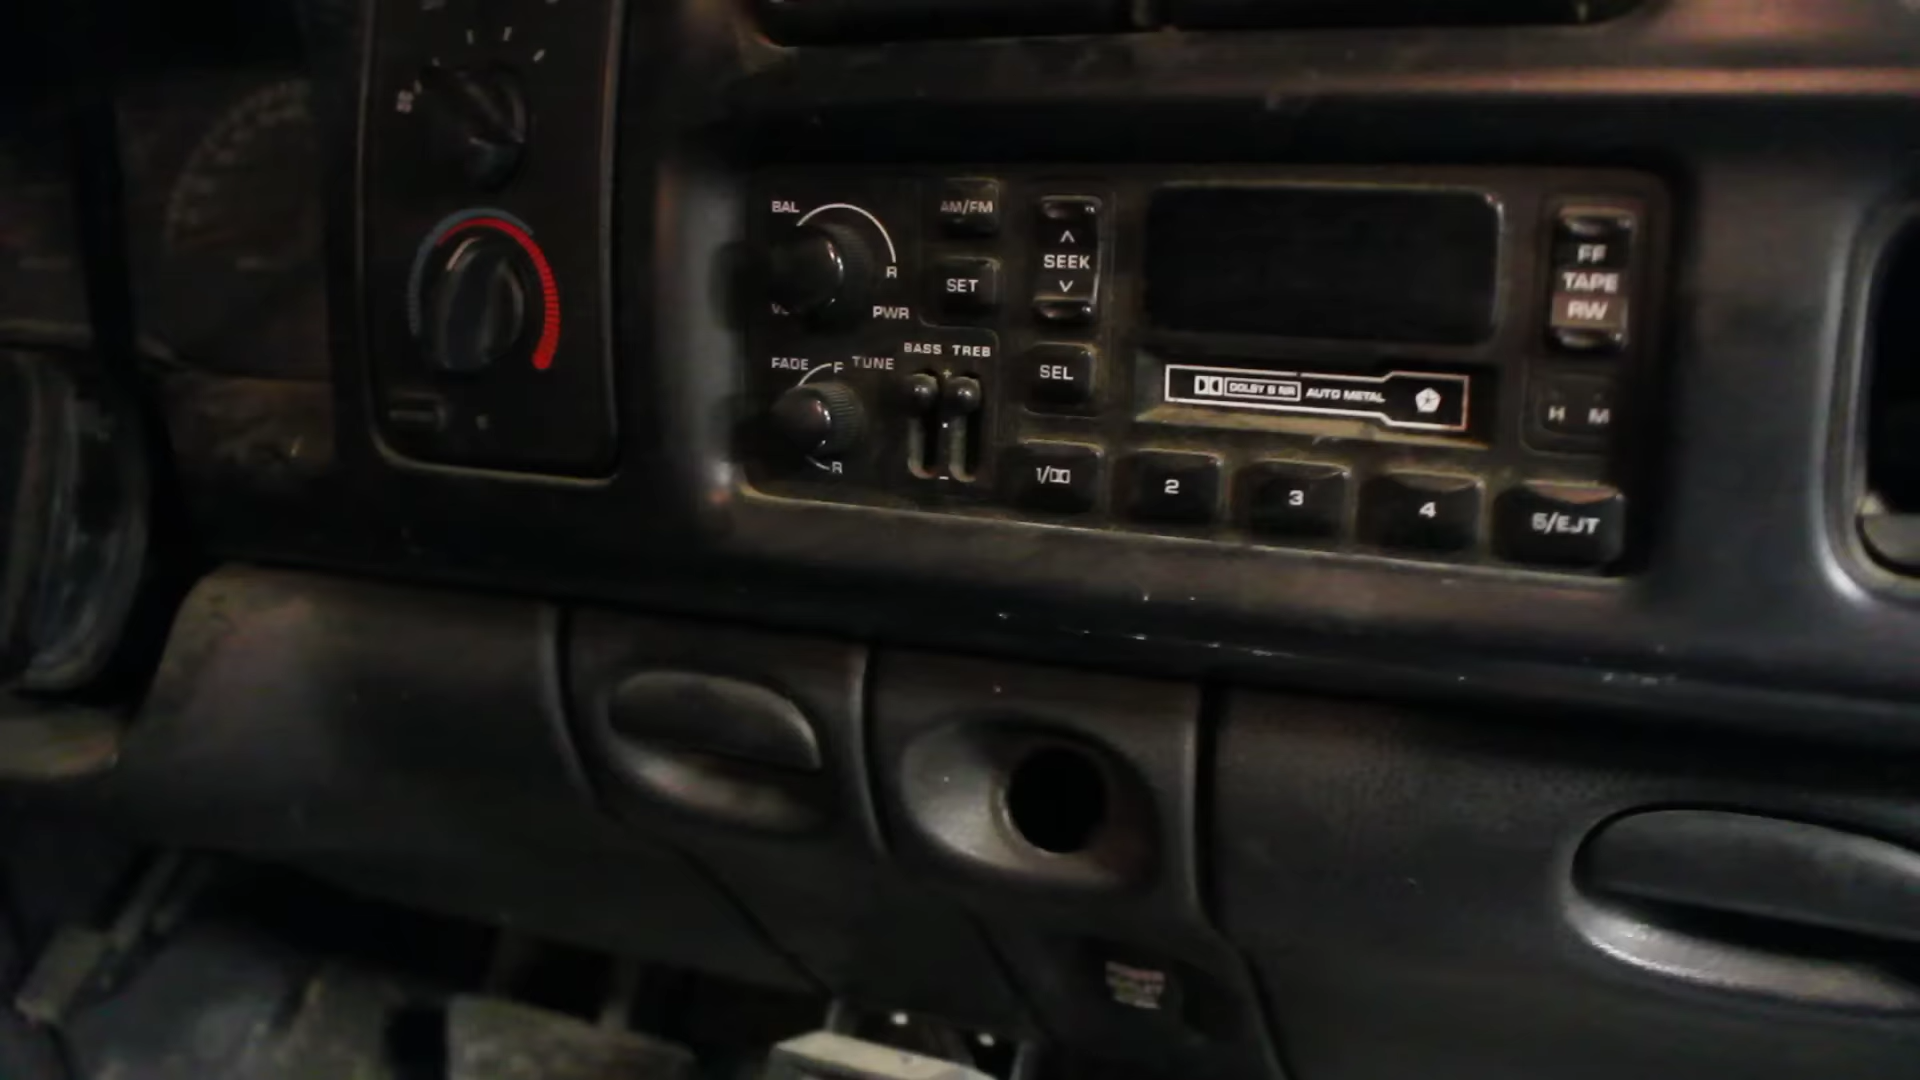 BAL
R
PWR
AM/FM
SET
SEEK
SEL
FADE
F
TUNE
R
BASS TREB
+
-
DOLBY B NR
AUTO METAL
FF
TAPE
RW
H M
1/
2
3
4
5/EJT